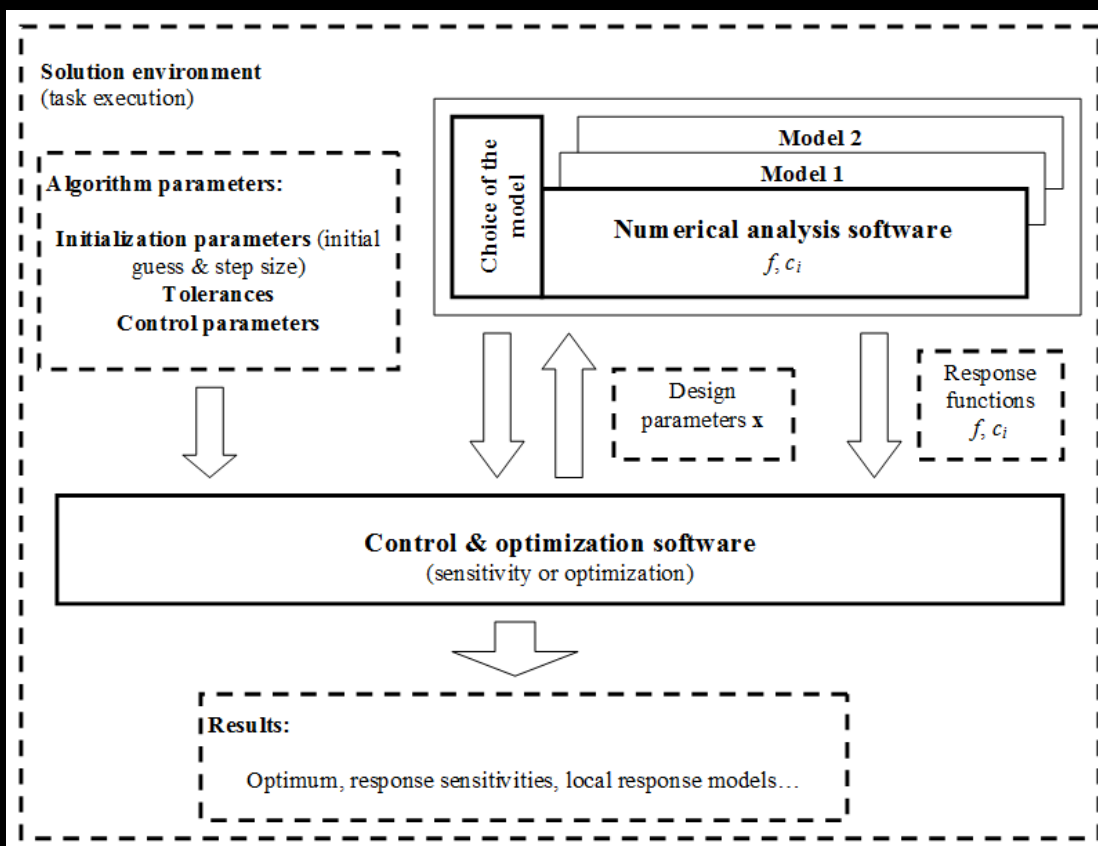 Solution environment
(task execution)
Algorithm parameters:
Initialization parameters (initial
guess & step size)
Tolerances
Control parameters
Choice of the
model
Model 2
Model 1
Numerical analysis software
f, cᵢ
Design
parameters x
Response
functions
f, cᵢ
Control & optimization software
(sensitivity or optimization)
Results:
Optimum, response sensitivities, local response models…